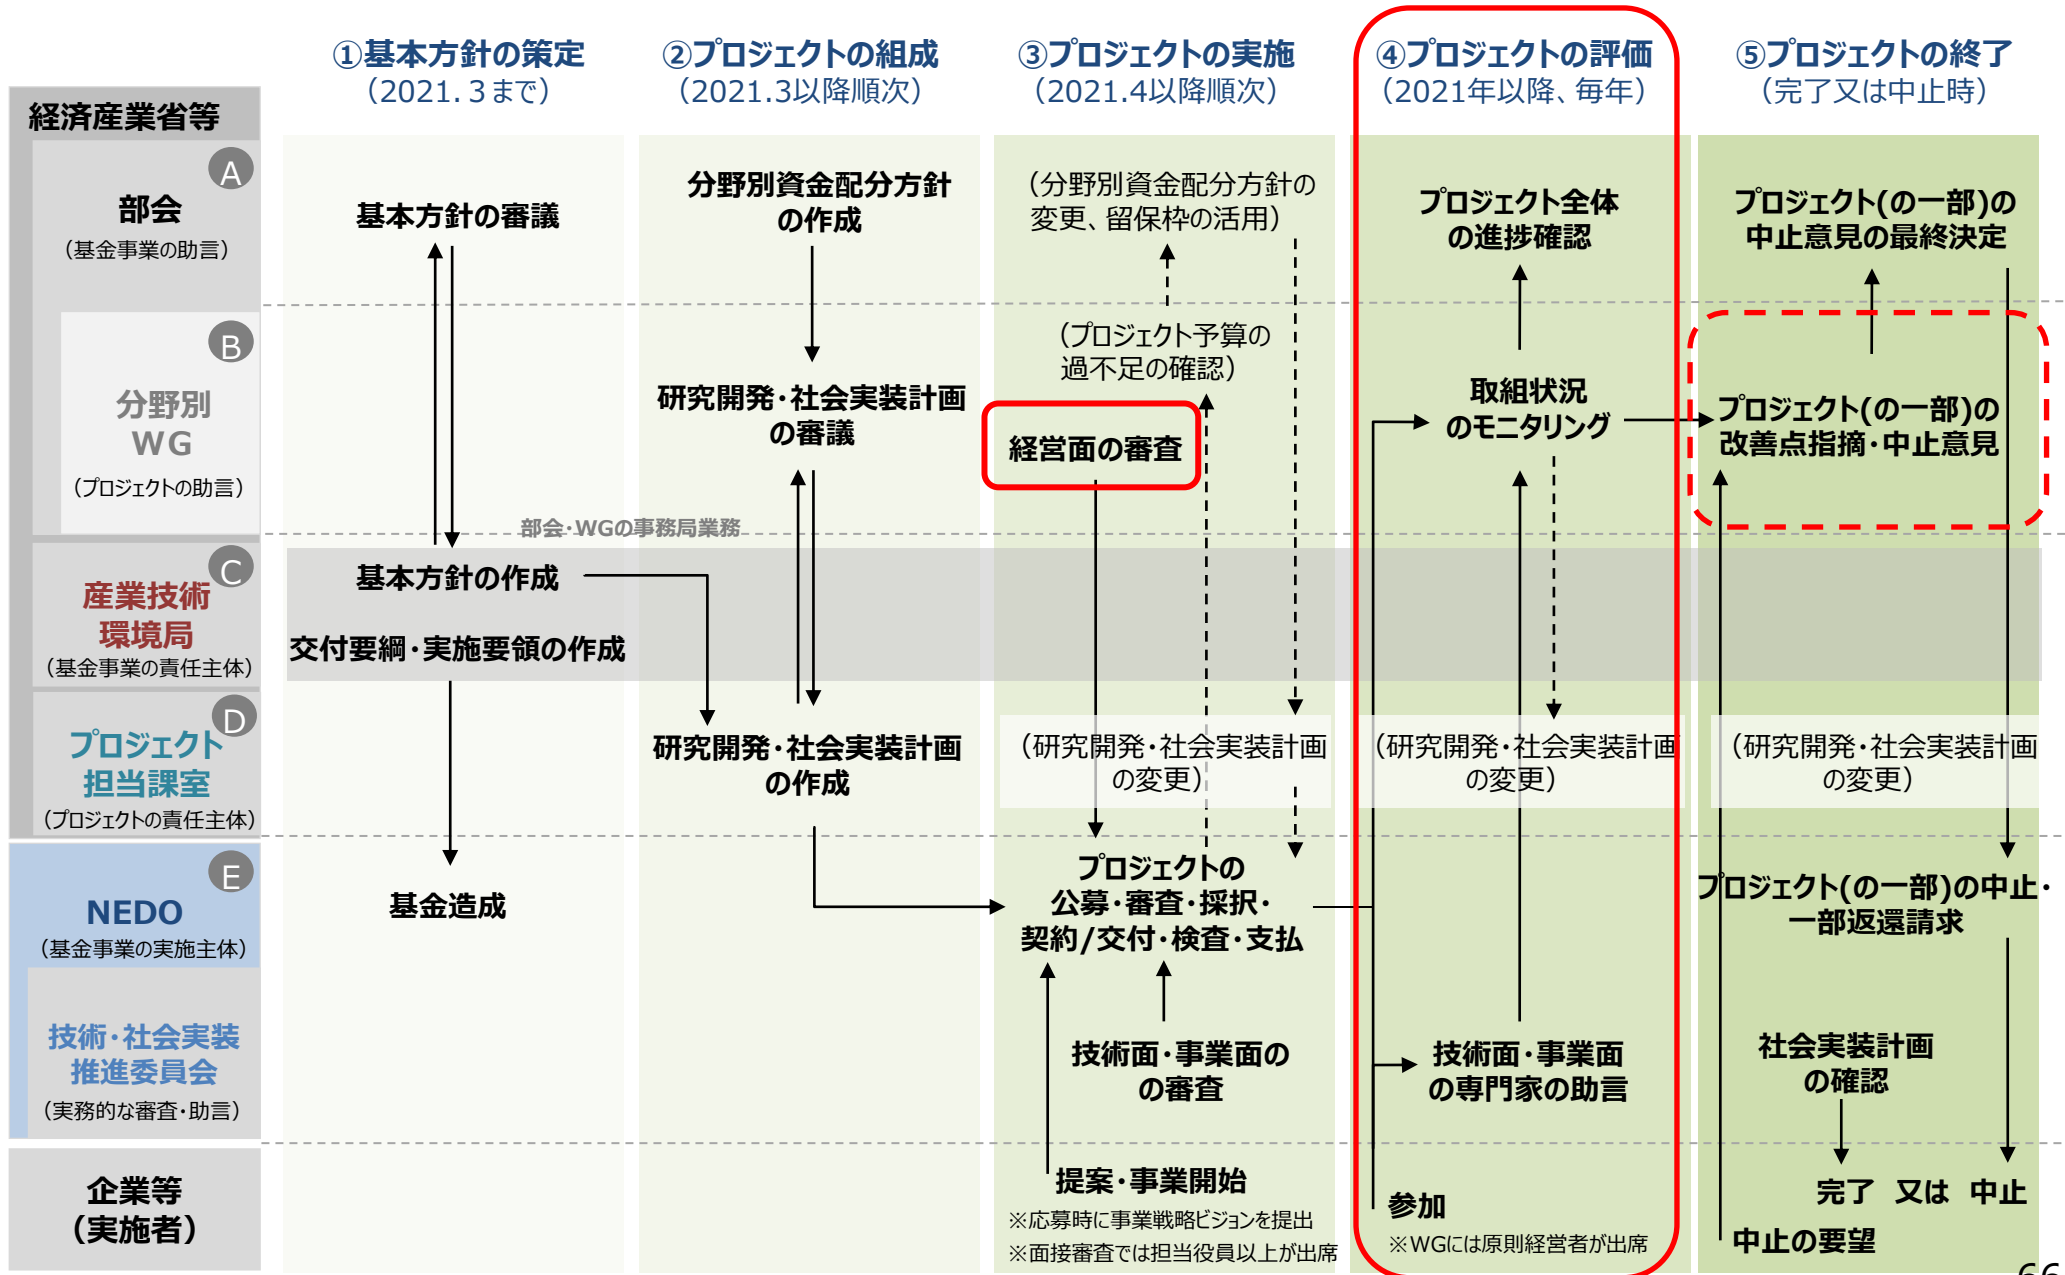 ①基本方針の策定
（2021.３まで）
②プロジェクトの組成
（2021.3以降順次）
③プロジェクトの実施
（2021.4以降順次）
④プロジェクトの評価
（2021年以降、毎年）
⑤プロジェクトの終了
（完了又は中止時）
経済産業省等
A
部会
（基金事業の助言）
基本方針の審議
分野別資金配分方針
の作成
（分野別資金配分方針の
変更、留保枠の活用）
プロジェクト全体
の進捗確認
プロジェクト(の一部)の
中止意見の最終決定
B
分野別
WG
（プロジェクトの助言）
研究開発・社会実装計画
の審議
（プロジェクト予算の
過不足の確認）
経営面の審査
取組状況
のモニタリング
プロジェクト(の一部)の
改善点指摘・中止意見
部会・WGの事務局業務
C
産業技術
環境局
（基金事業の責任主体）
基本方針の作成
交付要綱・実施要領の作成
D
プロジェクト
担当課室
（プロジェクトの責任主体）
研究開発・社会実装計画
の作成
（研究開発・社会実装計画
の変更）
（研究開発・社会実装計画
の変更）
（研究開発・社会実装計画
の変更）
E
NEDO
（基金事業の実施主体）
基金造成
プロジェクトの
公募・審査・採択・
契約/交付・検査・支払
プロジェクト(の一部)の中止・
一部返還請求
技術・社会実装
推進委員会
（実務的な審査・助言）
技術面・事業面の
の審査
技術面・事業面
の専門家の助言
社会実装計画
の確認
企業等
（実施者）
提案・事業開始
※応募時に事業戦略ビジョンを提出
※面接審査では担当役員以上が出席
参加
※WGには原則経営者が出席
完了 又は 中止
中止の要望
66